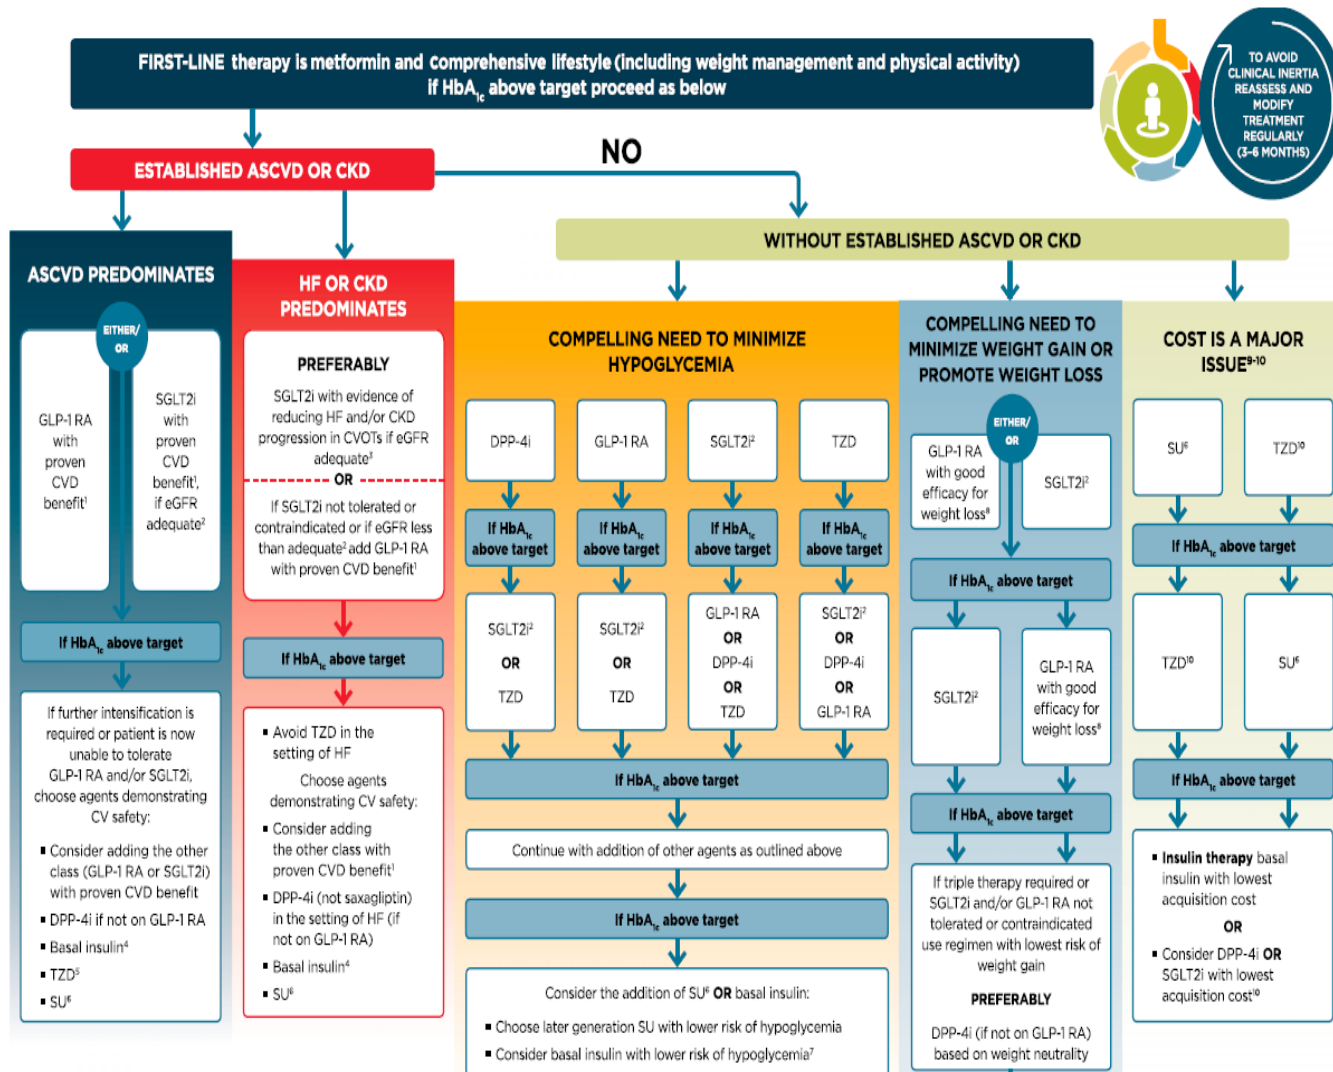 FIRST-LINE therapy is metformin and comprehensive lifestyle (including weight management and physical activity)
if HbA1c above target proceed as below
TO AVOID
CLINICAL INERTIA
REASSESS AND
MODIFY
TREATMENT
REGULARLY
(3–6 MONTHS)
ESTABLISHED ASCVD OR CKD
NO
WITHOUT ESTABLISHED ASCVD OR CKD
ASCVD PREDOMINATES
EITHER/
OR
GLP-1 RA
with
proven
CVD
benefit¹
SGLT2i
with
proven
CVD
benefit¹,
if eGFR
adequate²
If HbA1c above target
If further intensification is
required or patient is now
unable to tolerate
GLP-1 RA and/or SGLT2i,
choose agents demonstrating
CV safety:
▪ Consider adding the other
class (GLP-1 RA or SGLT2i)
with proven CVD benefit
▪ DPP-4i if not on GLP-1 RA
▪ Basal insulin⁴
▪ TZD⁵
▪ SU⁶
HF OR CKD
PREDOMINATES
PREFERABLY
SGLT2i with evidence of
reducing HF and/or CKD
progression in CVOTs if eGFR
adequate³
OR
If SGLT2i not tolerated or
contraindicated or if eGFR less
than adequate² add GLP-1 RA
with proven CVD benefit¹
If HbA1c above target
▪ Avoid TZD in the
setting of HF
Choose agents
demonstrating CV safety:
▪ Consider adding
the other class with
proven CVD benefit¹
▪ DPP-4i (not saxagliptin)
in the setting of HF (if
not on GLP-1 RA)
▪ Basal insulin⁴
▪ SU⁶
COMPELLING NEED TO MINIMIZE
HYPOGLYCEMIA
DPP-4i
If HbA1c
above target
SGLT2i²
OR
TZD
GLP-1 RA
If HbA1c
above target
SGLT2i²
OR
TZD
SGLT2i²
If HbA1c
above target
GLP-1 RA
OR
DPP-4i
OR
TZD
TZD
If HbA1c
above target
SGLT2i²
OR
DPP-4i
OR
GLP-1 RA
If HbA1c above target
Continue with addition of other agents as outlined above
If HbA1c above target
Consider the addition of SU⁶ OR basal insulin:
▪ Choose later generation SU with lower risk of hypoglycemia
▪ Consider basal insulin with lower risk of hypoglycemia⁷
COMPELLING NEED TO
MINIMIZE WEIGHT GAIN OR
PROMOTE WEIGHT LOSS
EITHER/
OR
GLP-1 RA
with good
efficacy for
weight loss⁸
SGLT2i²
If HbA1c above target
SGLT2i²
GLP-1 RA
with good
efficacy for
weight loss⁸
If HbA1c above target
If triple therapy required or
SGLT2i and/or GLP-1 RA not
tolerated or contraindicated
use regimen with lowest risk of
weight gain
PREFERABLY
DPP-4i (if not on GLP-1 RA)
based on weight neutrality
COST IS A MAJOR
ISSUE⁹⁻¹⁰
SU⁶
TZD¹⁰
If HbA1c above target
TZD¹⁰
SU⁶
If HbA1c above target
▪ Insulin therapy basal
insulin with lowest
acquisition cost
OR
▪ Consider DPP-4i OR
SGLT2i with lowest
acquisition cost¹⁰